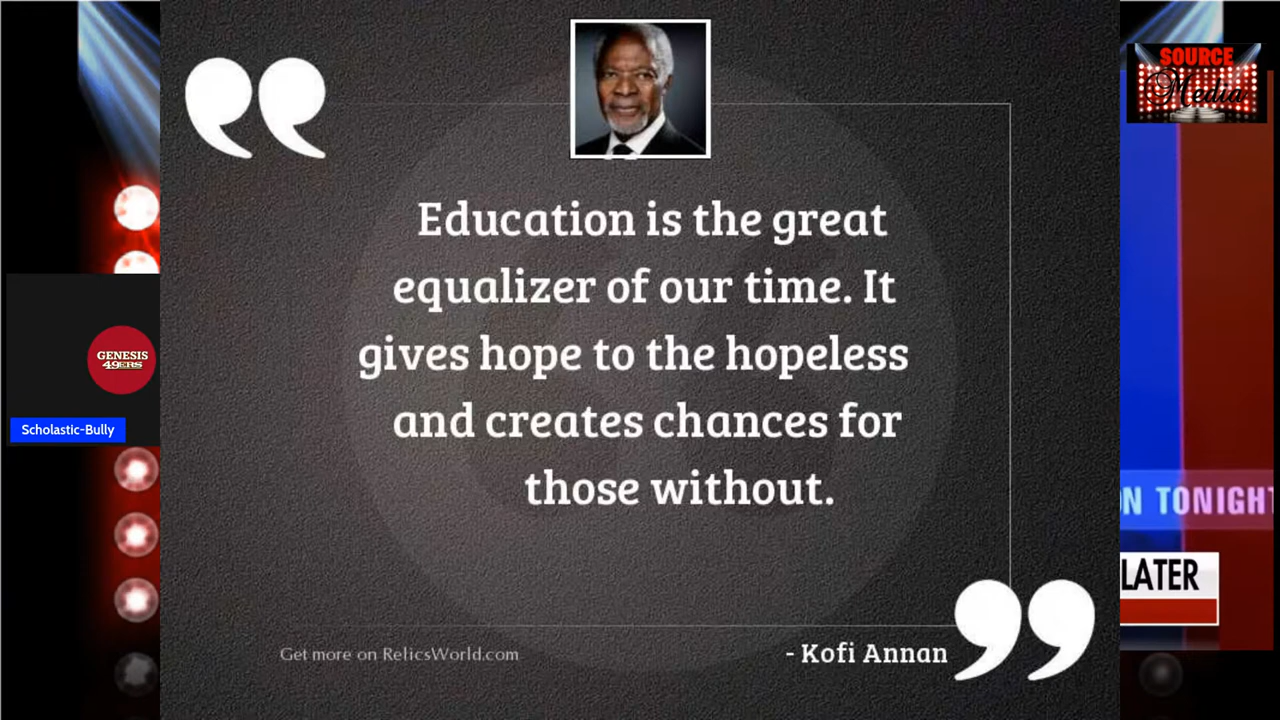 SOURCE
Media
Education is the great
equalizer of our time. It
gives hope to the hopeless
and creates chances for
those without.
GENESIS
49ERS
Scholastic-Bully
N TONIGHT
LATER
Get more on RelicsWorld.com
- Kofi Annan